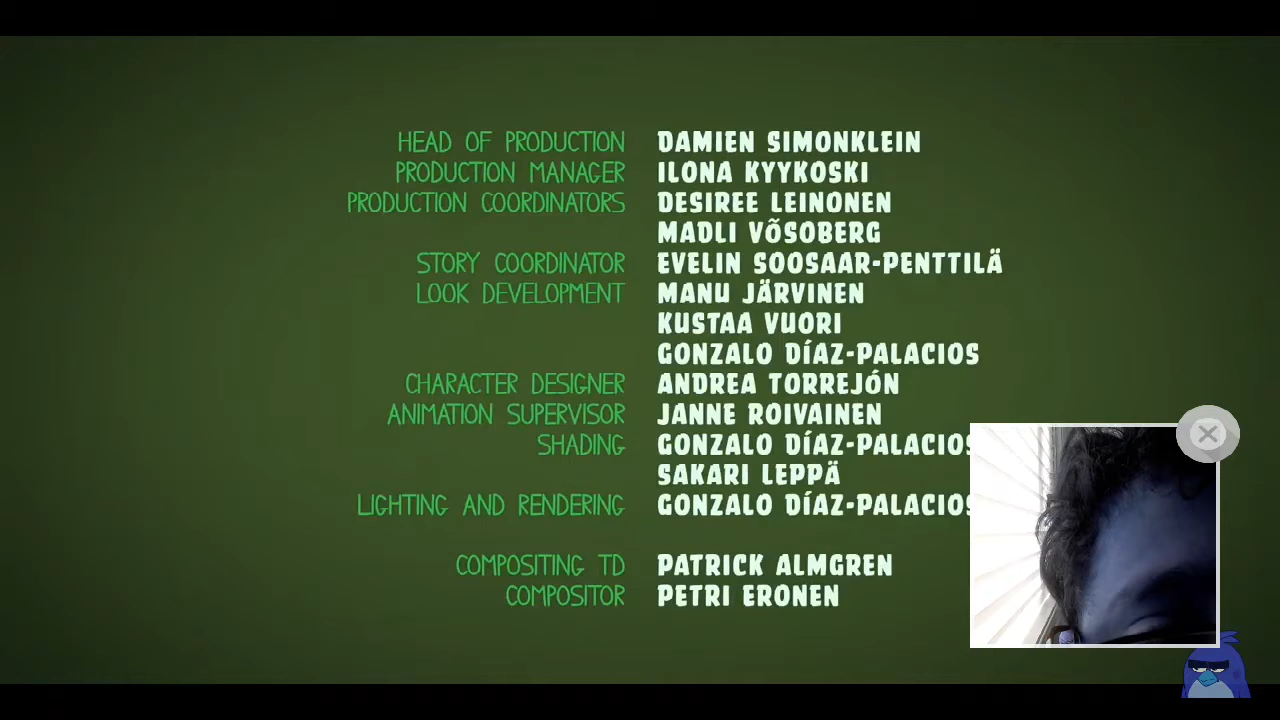 HEAD OF PRODUCTION DAMIEN SIMONKLEIN
PRODUCTION MANAGER ILONA KYYKOSKI
PRODUCTION COORDINATORS DESIREE LEINONEN
MADLI VÕSOBERG
STORY COORDINATOR EVELIN SOOSAAR-PENTTILÄ
LOOK DEVELOPMENT MANU JÄRVINEN
KUSTAA VUORI
GONZALO DÍAZ-PALACIOS
CHARACTER DESIGNER ANDREA TORREJÓN
ANIMATION SUPERVISOR JANNE ROIVAINEN
SHADING GONZALO DÍAZ-PALACIOS
SAKARI LEPPÄ
LIGHTING AND RENDERING GONZALO DÍAZ-PALACIOS
COMPOSITING TD PATRICK ALMGREN
COMPOSITOR PETRI ERONEN